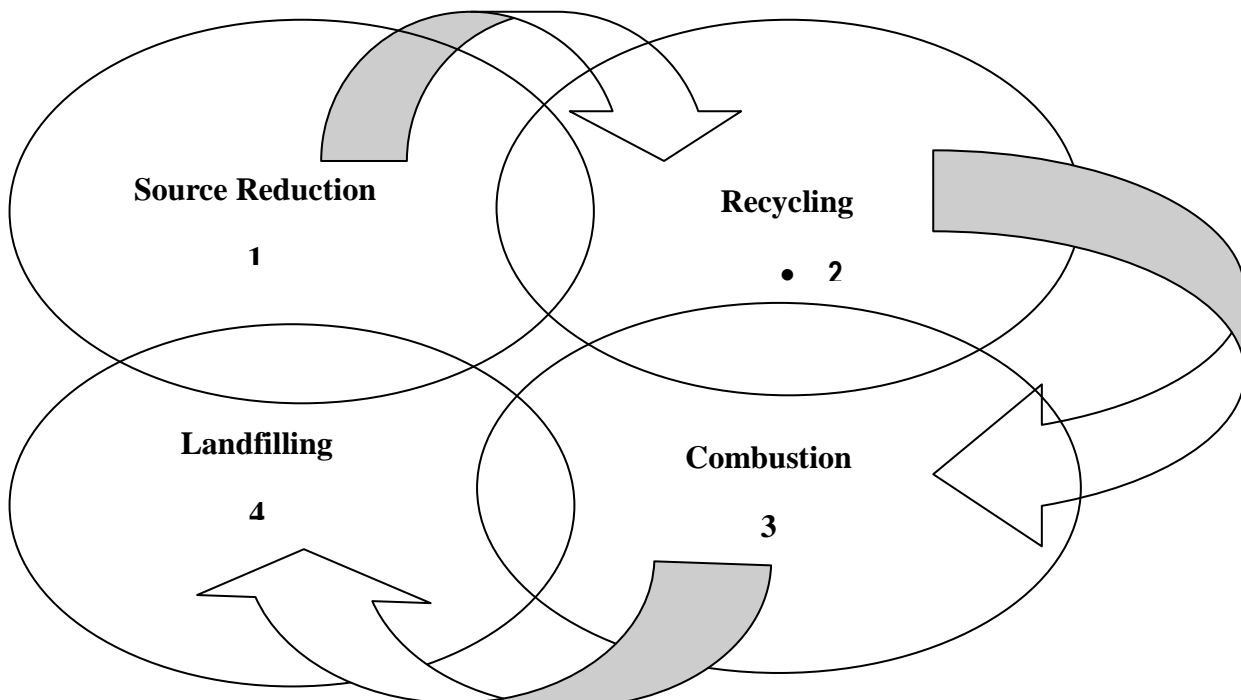 Source Reduction
1
Recycling
• 2
Landfilling
4
Combustion
3